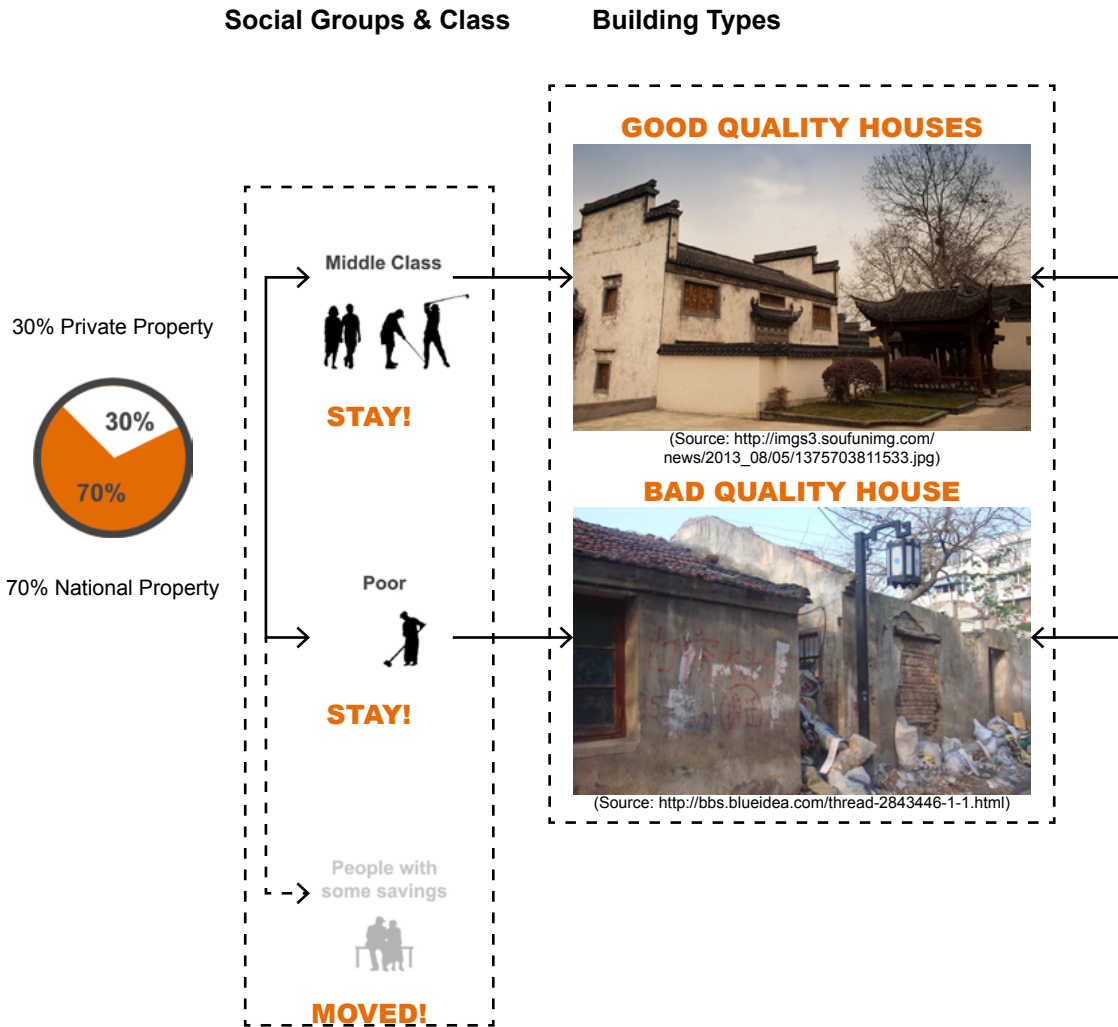 Social Groups & Class
Building Types
GOOD QUALITY HOUSES
Middle Class
30% Private Property
30%
70%
STAY!
(Source: http://imgs3.soufunimg.com/
news/2013_08/05/1375703811533.jpg)
BAD QUALITY HOUSE
70% National Property
Poor
STAY!
(Source: http://bbs.blueidea.com/thread-2843446-1-1.html)
People with
some savings
MOVED!